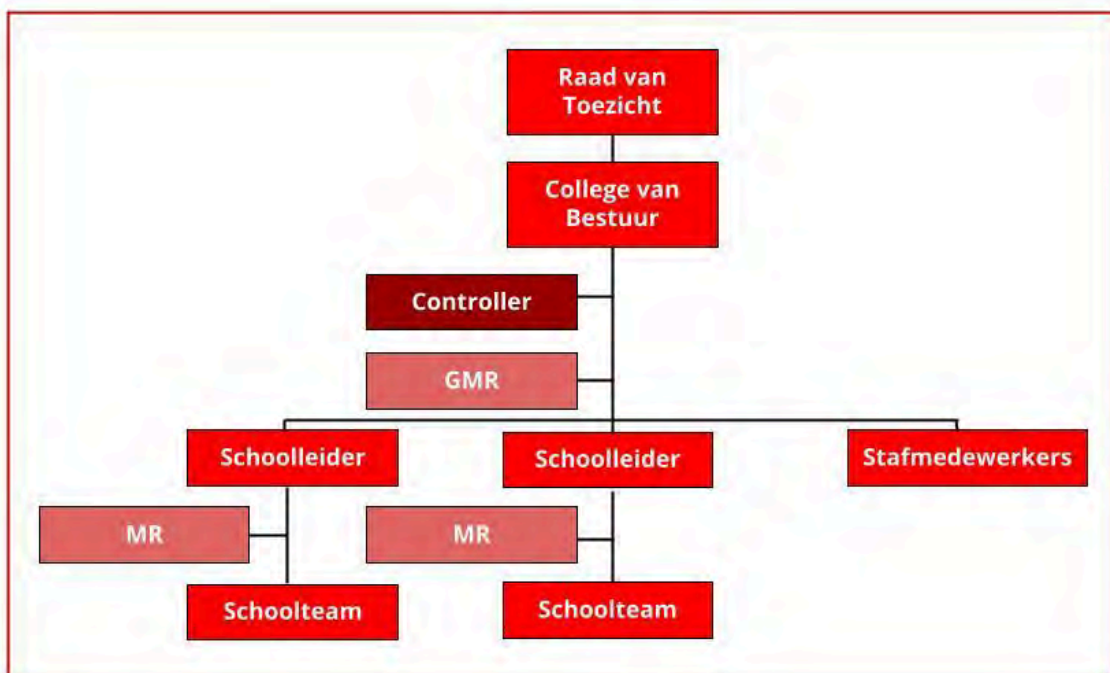 Raad van
Toezicht
College van
Bestuur
Controller
GMR
Schoolleider
Schoolleider
Stafmedewerkers
MR
MR
Schoolteam
Schoolteam